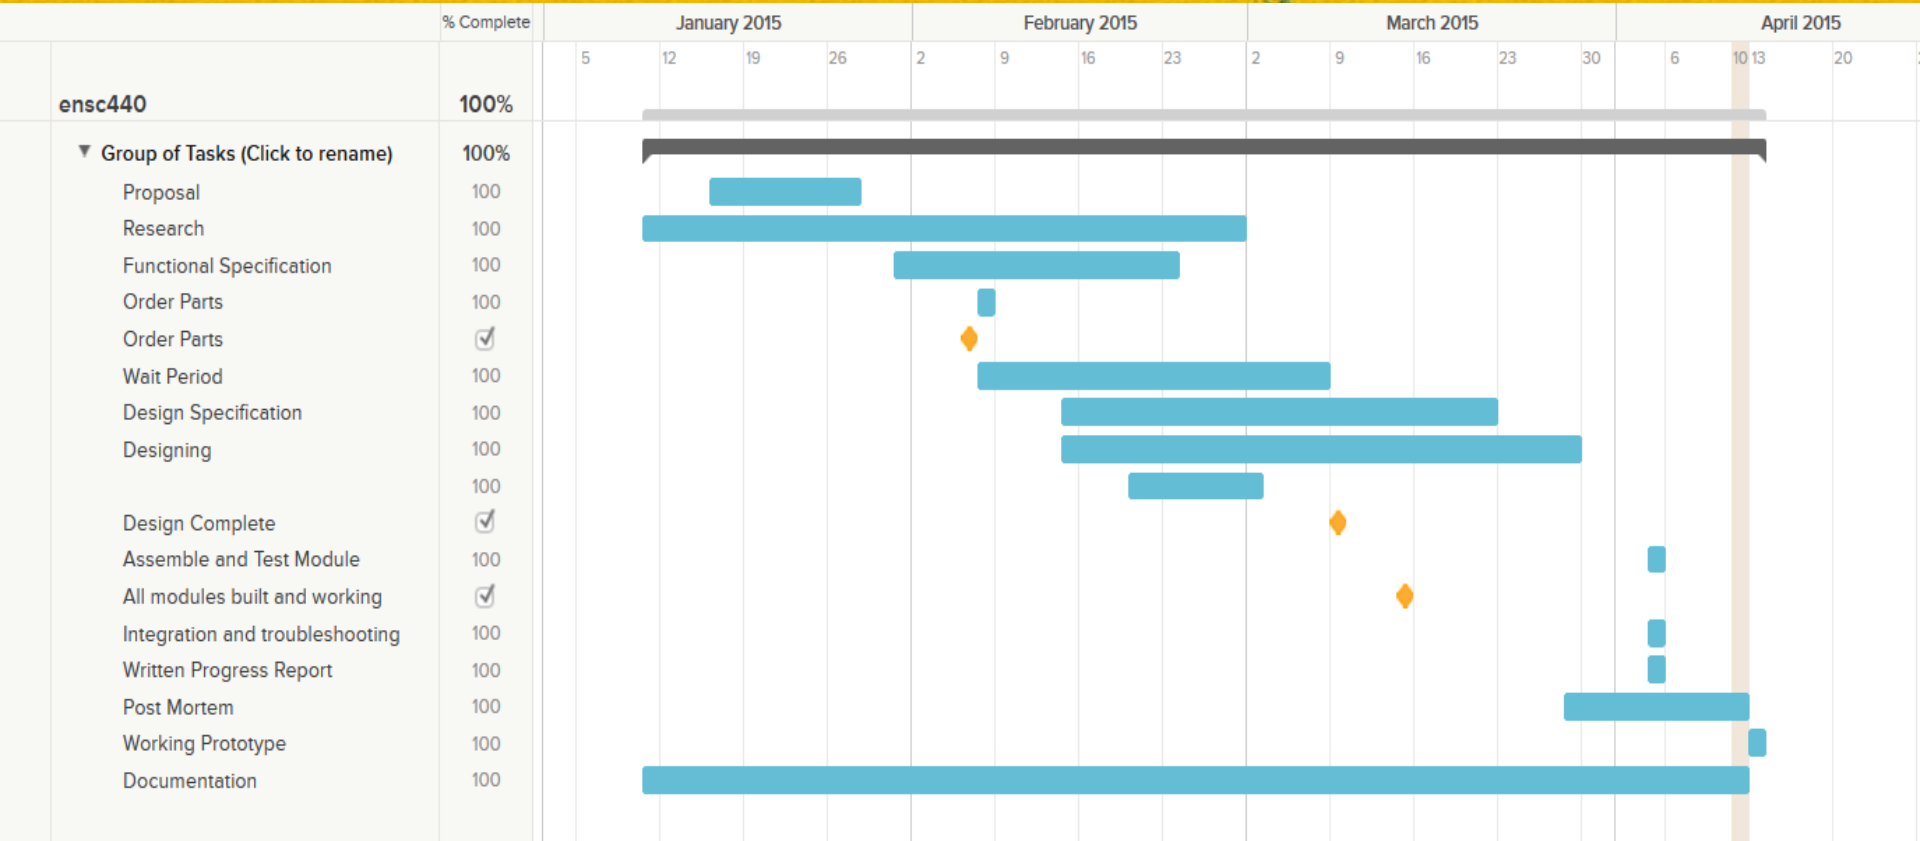 % Complete January 2015 February 2015 March 2015 April 2015
5 12 19 26 2 9 16 23 2 9 16 23 30 6 10 13 20
ensc440 100%
Group of Tasks (Click to rename) 100%
Proposal 100
Research 100
Functional Specification 100
Order Parts 100
Order Parts
Wait Period 100
Design Specification 100
Designing 100
100
Design Complete
Assemble and Test Module 100
All modules built and working
Integration and troubleshooting 100
Written Progress Report 100
Post Mortem 100
Working Prototype 100
Documentation 100